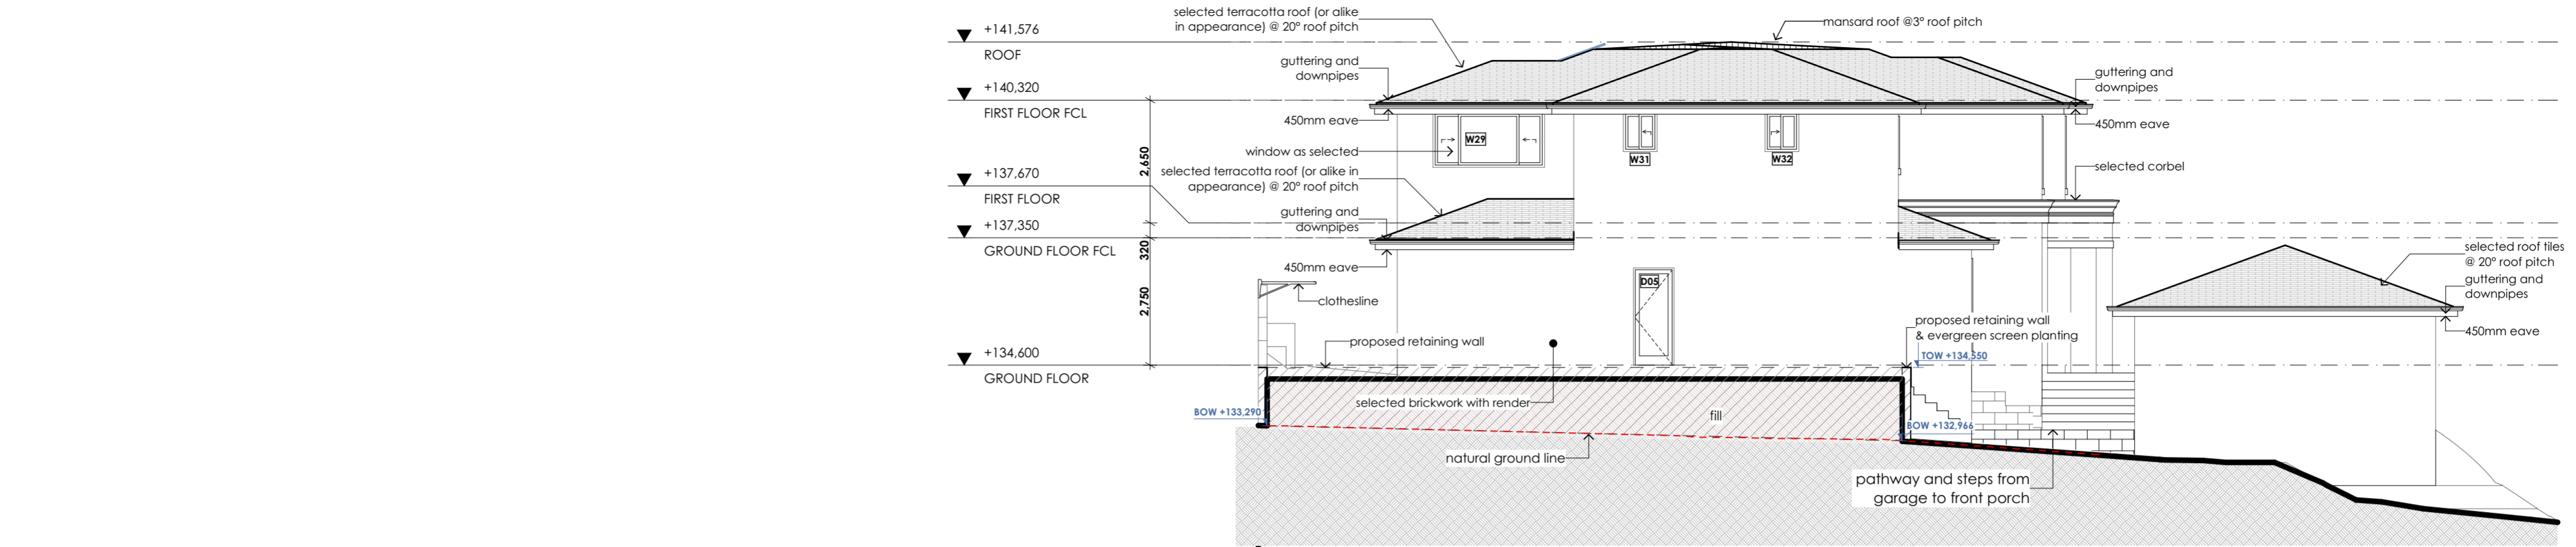 +141,576
ROOF
+140,320
FIRST FLOOR FCL
+137,670
FIRST FLOOR
+137,350
GROUND FLOOR FCL
+134,600
GROUND FLOOR
2,650
320
2,750
selected terracotta roof (or alike
in appearance) @ 20° roof pitch
guttering and
downpipes
450mm eave
window as selected
selected terracotta roof (or alike in
appearance) @ 20° roof pitch
guttering and
downpipes
450mm eave
clothesline
proposed retaining wall
selected brickwork with render
BOW +133,290
natural ground line
fill
W29
W31
W32
D05
mansard roof @3° roof pitch
guttering and
downpipes
450mm eave
selected corbel
proposed retaining wall
& evergreen screen planting
TOW +134,550
BOW +132,966
pathway and steps from
garage to front porch
selected roof tiles
@ 20° roof pitch
guttering and
downpipes
450mm eave